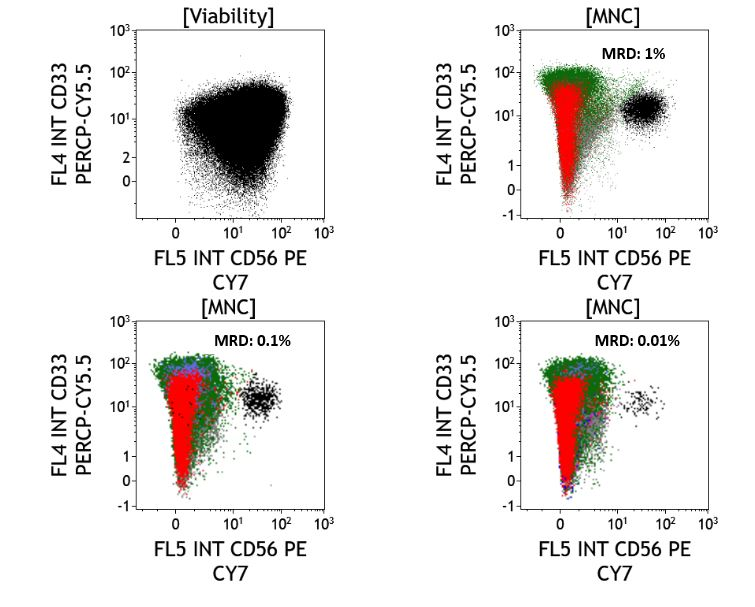 [Viability]
10³
10²
10¹
2
0
0
10¹
10²
10³
FL4 INT CD33
PERCP-CY5.5
FL5 INT CD56 PE
CY7
[MNC]
MRD: 1%
10³
10²
10¹
1
0
-1
0
10¹
10²
10³
FL4 INT CD33
PERCP-CY5.5
FL5 INT CD56 PE
CY7
[MNC]
MRD: 0.1%
10³
10²
10¹
1
0
-1
0
10¹
10²
10³
FL4 INT CD33
PERCP-CY5.5
FL5 INT CD56 PE
CY7
[MNC]
MRD: 0.01%
10³
10²
10¹
1
0
-1
0
10¹
10²
10³
FL4 INT CD33
PERCP-CY5.5
FL5 INT CD56 PE
CY7